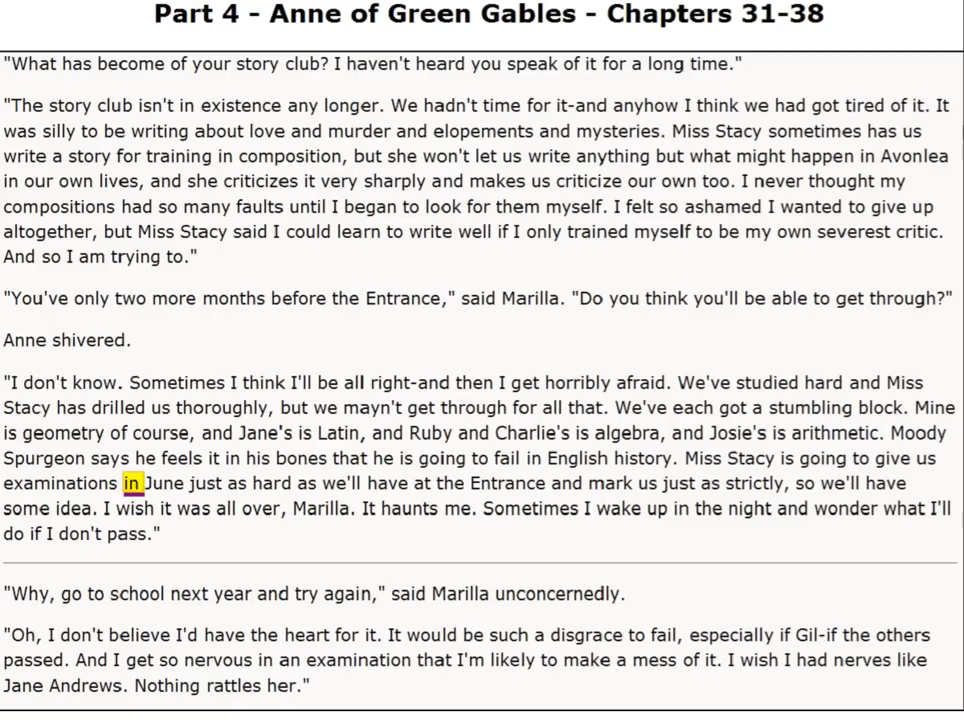 Part 4 - Anne of Green Gables - Chapters 31-38
"What has become of your story club? I haven't heard you speak of it for a long time."
"The story club isn't in existence any longer. We hadn't time for it-and anyhow I think we had got tired of it. It
was silly to be writing about love and murder and elopements and mysteries. Miss Stacy sometimes has us
write a story for training in composition, but she won't let us write anything but what might happen in Avonlea
in our own lives, and she criticizes it very sharply and makes us criticize our own too. I never thought my
compositions had so many faults until I began to look for them myself. I felt so ashamed I wanted to give up
altogether, but Miss Stacy said I could learn to write well if I only trained myself to be my own severest critic.
And so I am trying to."
"You've only two more months before the Entrance," said Marilla. "Do you think you'll be able to get through?"
Anne shivered.
"I don't know. Sometimes I think I'll be all right-and then I get horribly afraid. We've studied hard and Miss
Stacy has drilled us thoroughly, but we mayn't get through for all that. We've each got a stumbling block. Mine
is geometry of course, and Jane's is Latin, and Ruby and Charlie's is algebra, and Josie's is arithmetic. Moody
Spurgeon says he feels it in his bones that he is going to fail in English history. Miss Stacy is going to give us
examinations in June just as hard as we'll have at the Entrance and mark us just as strictly, so we'll have
some idea. I wish it was all over, Marilla. It haunts me. Sometimes I wake up in the night and wonder what I'll
do if I don't pass."
"Why, go to school next year and try again," said Marilla unconcernedly.
"Oh, I don't believe I'd have the heart for it. It would be such a disgrace to fail, especially if Gil-if the others
passed. And I get so nervous in an examination that I'm likely to make a mess of it. I wish I had nerves like
Jane Andrews. Nothing rattles her."